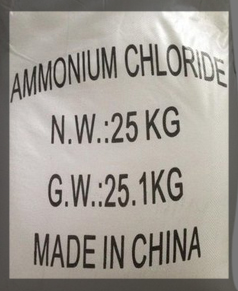 AMMONIUM CHLORIDE
N.W.:25 KG
G.W.:25.1KG
MADE IN CHINA